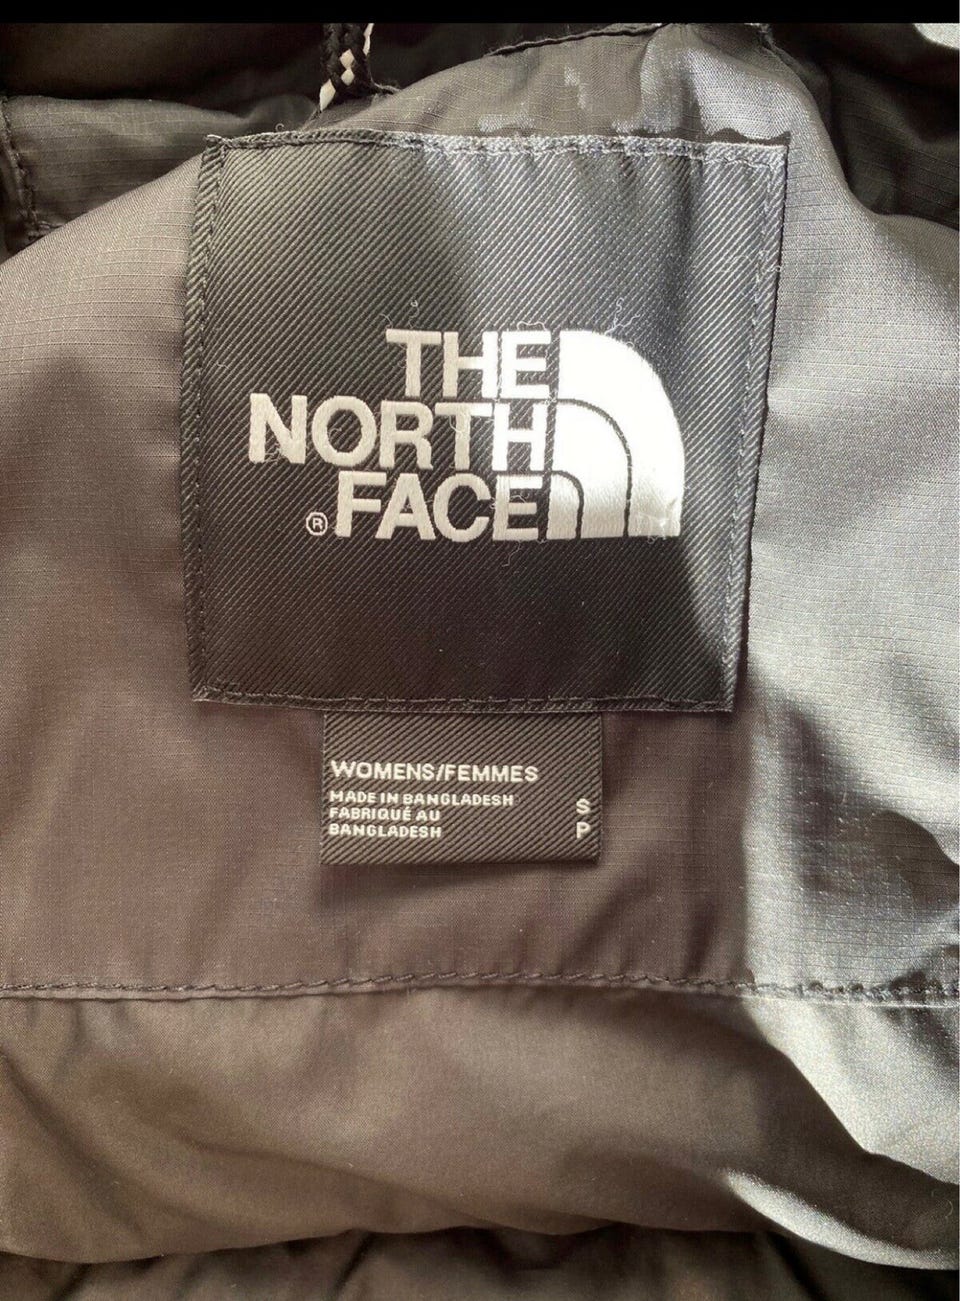 THE
NORTH
FACE
®
WOMENS/FEMMES
MADE IN BANGLADESH
FABRIQUÉ AU
BANGLADESH
S
P